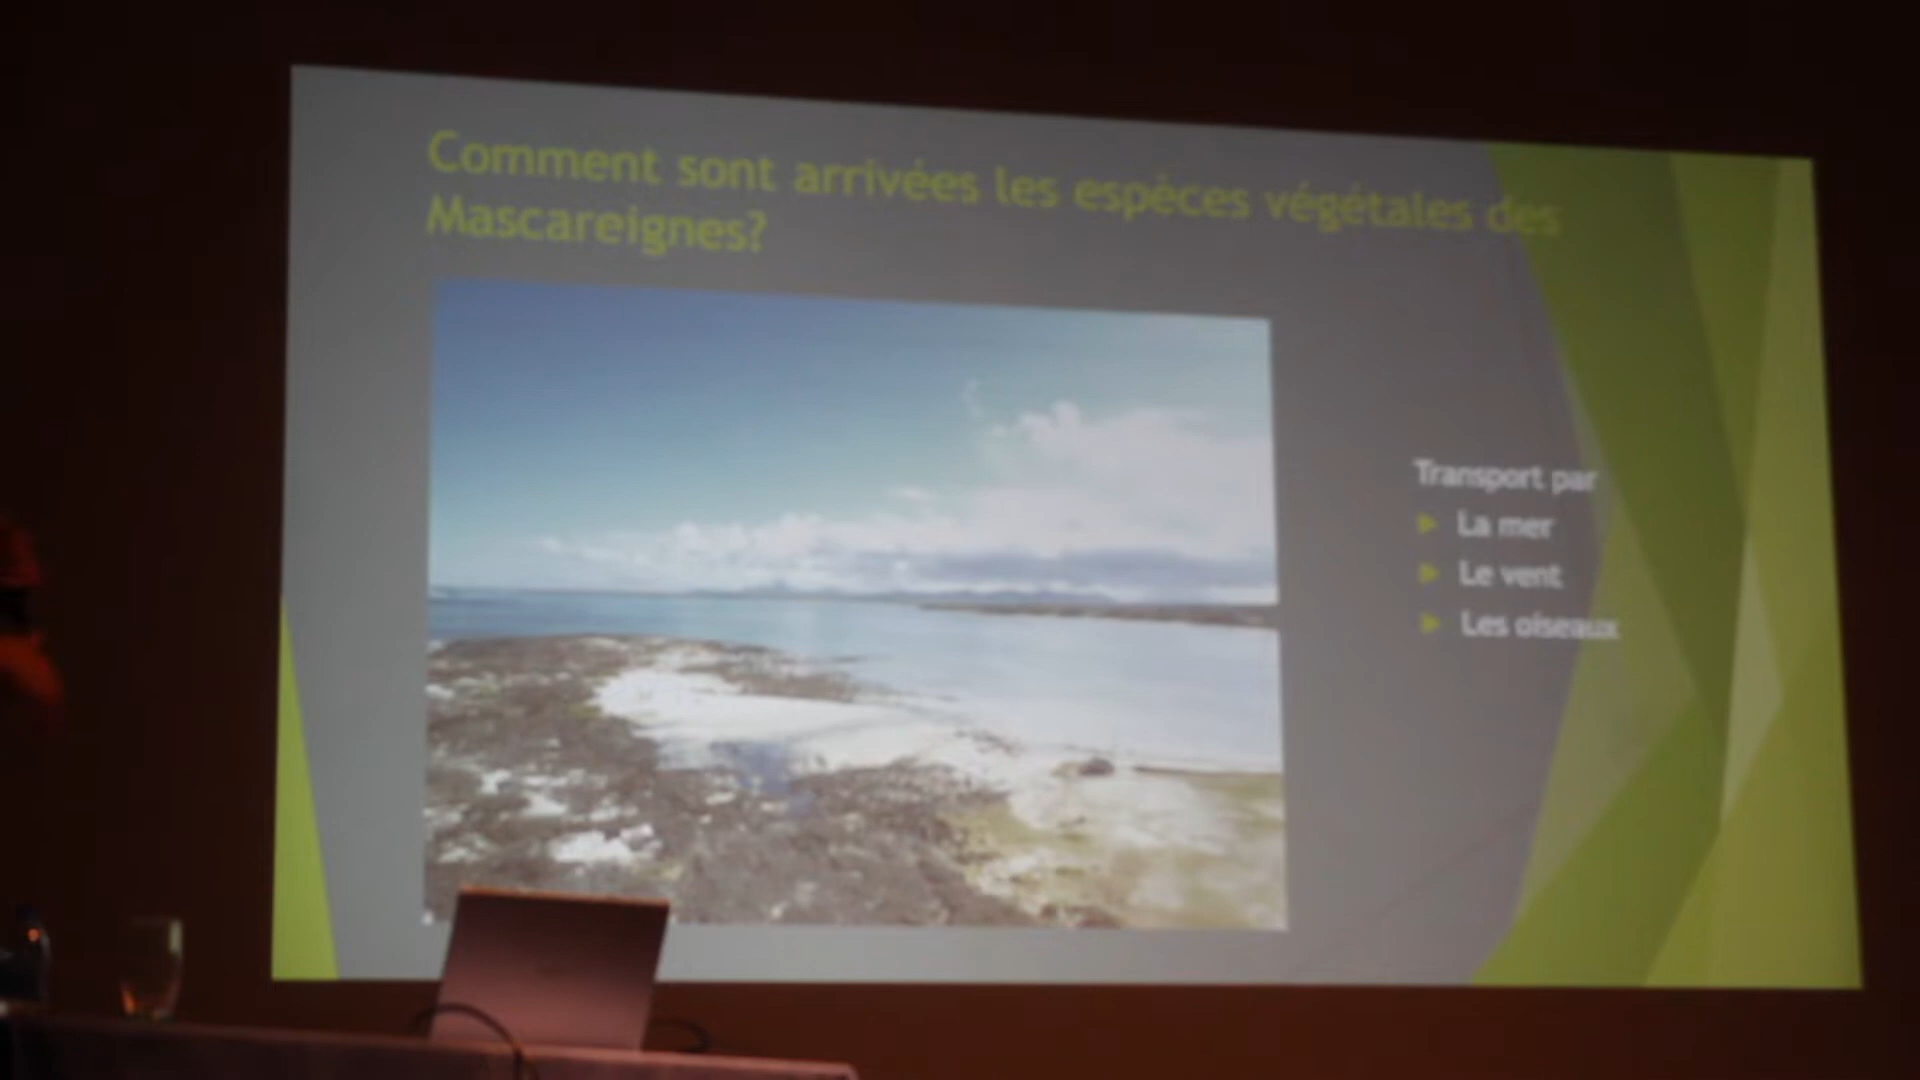 Comment sont arrivées les espèces végétales des
Mascareignes?
Transport par
La mer
Le vent
Les oiseaux